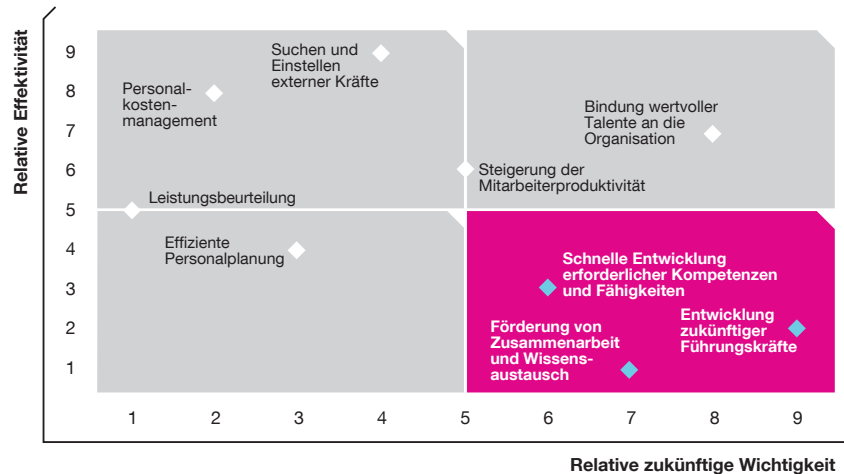 Relative Effektivität
9
8
7
6
5
4
3
2
1
Suchen und
Einstellen
externer Kräfte
Personal-
kosten-
management
Bindung wertvoller
Talente an die
Organisation
Steigerung der
Mitarbeiterproduktivität
Leistungsbeurteilung
Effiziente
Personalplanung
Schnelle Entwicklung
erforderlicher Kompetenzen
und Fähigkeiten
Förderung von
Zusammenarbeit
und Wissens-
austausch
Entwicklung
zukünftiger
Führungskräfte
1 2 3 4 5 6 7 8 9
Relative zukünftige Wichtigkeit